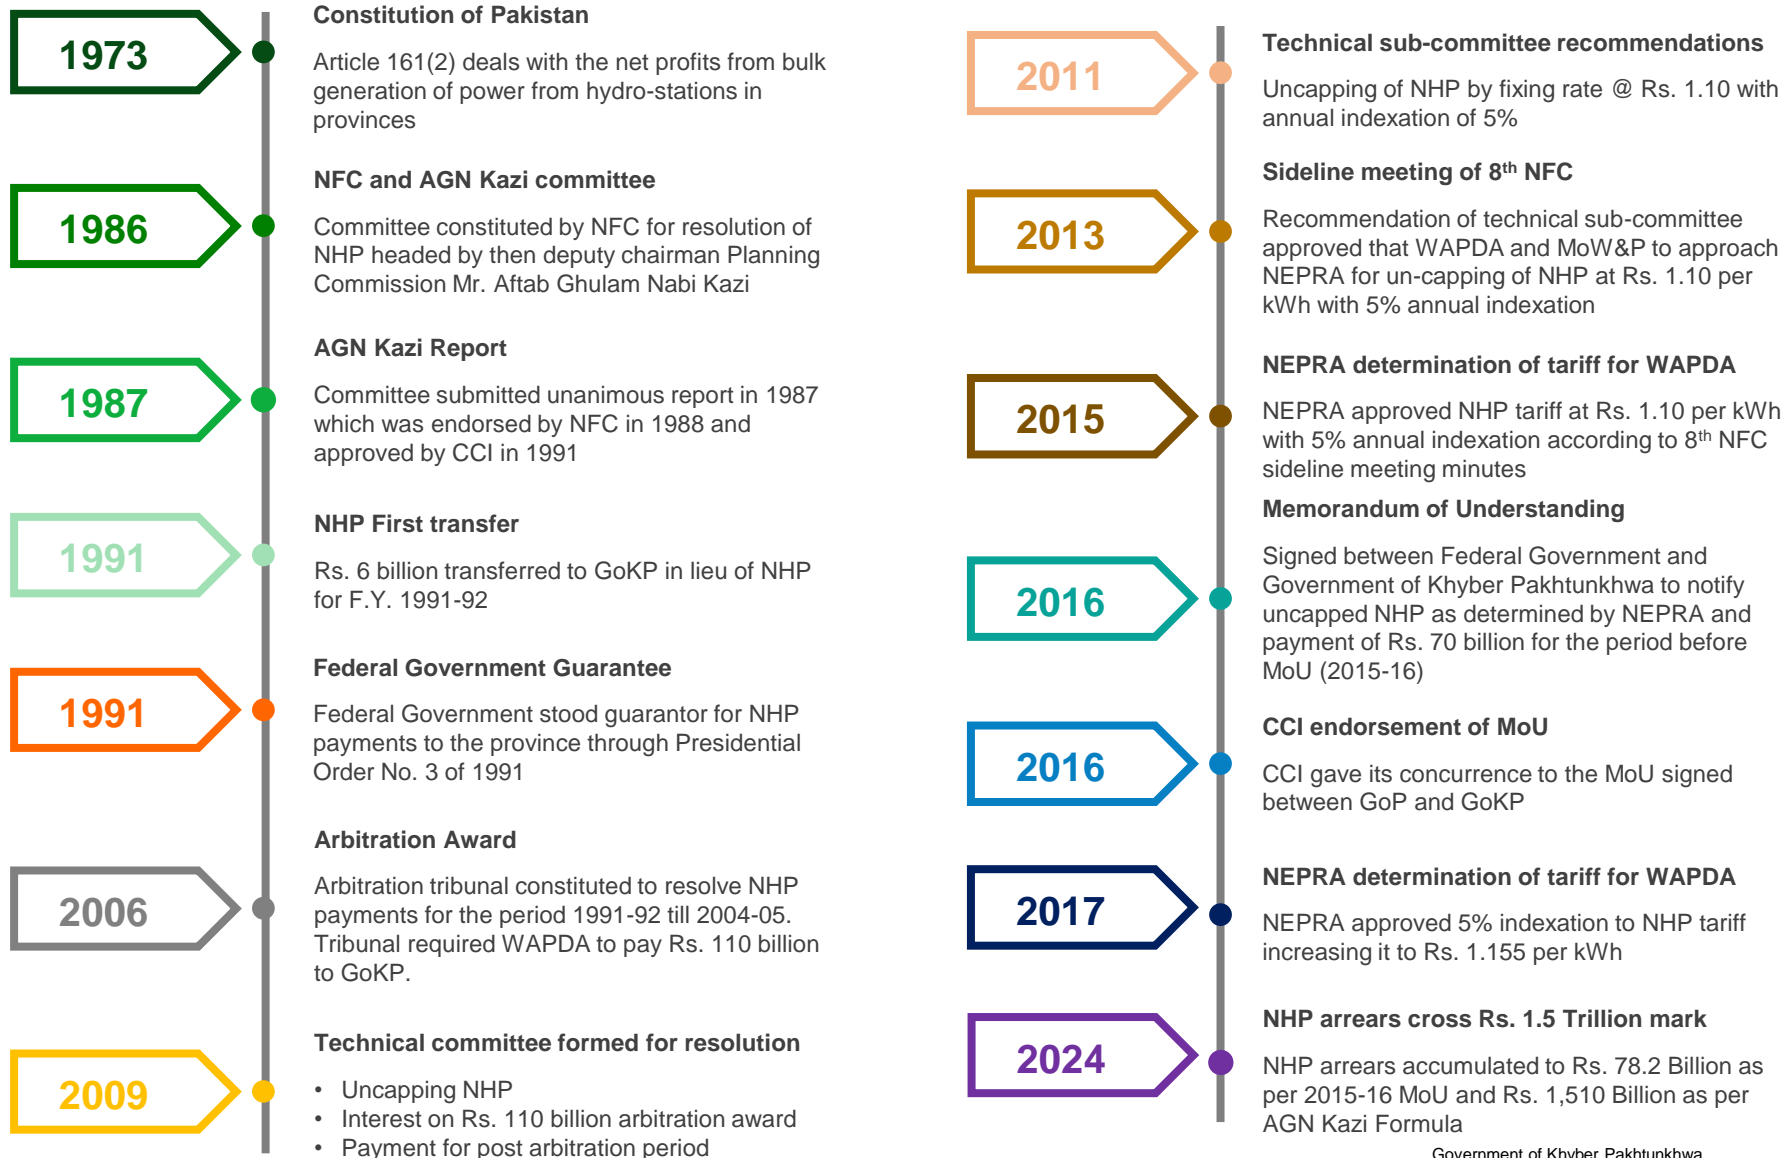 1973
Constitution of Pakistan
Article 161(2) deals with the net profits from bulk
generation of power from hydro-stations in
provinces
1986
NFC and AGN Kazi committee
Committee constituted by NFC for resolution of
NHP headed by then deputy chairman Planning
Commission Mr. Aftab Ghulam Nabi Kazi
1987
AGN Kazi Report
Committee submitted unanimous report in 1987
which was endorsed by NFC in 1988 and
approved by CCI in 1991
1991
NHP First transfer
Rs. 6 billion transferred to GoKP in lieu of NHP
for F.Y. 1991-92
1991
Federal Government Guarantee
Federal Government stood guarantor for NHP
payments to the province through Presidential
Order No. 3 of 1991
2006
Arbitration Award
Arbitration tribunal constituted to resolve NHP
payments for the period 1991-92 till 2004-05.
Tribunal required WAPDA to pay Rs. 110 billion
to GoKP.
2009
Technical committee formed for resolution
• Uncapping NHP
• Interest on Rs. 110 billion arbitration award
• Payment for post arbitration period
2011
Technical sub-committee recommendations
Uncapping of NHP by fixing rate @ Rs. 1.10 with
annual indexation of 5%
2013
Sideline meeting of 8th NFC
Recommendation of technical sub-committee
approved that WAPDA and MoW&P to approach
NEPRA for un-capping of NHP at Rs. 1.10 per
kWh with 5% annual indexation
2015
NEPRA determination of tariff for WAPDA
NEPRA approved NHP tariff at Rs. 1.10 per kWh
with 5% annual indexation according to 8th NFC
sideline meeting minutes
2016
Memorandum of Understanding
Signed between Federal Government and
Government of Khyber Pakhtunkhwa to notify
uncapped NHP as determined by NEPRA and
payment of Rs. 70 billion for the period before
MoU (2015-16)
2016
CCI endorsement of MoU
CCI gave its concurrence to the MoU signed
between GoP and GoKP
2017
NEPRA determination of tariff for WAPDA
NEPRA approved 5% indexation to NHP tariff
increasing it to Rs. 1.155 per kWh
2024
NHP arrears cross Rs. 1.5 Trillion mark
NHP arrears accumulated to Rs. 78.2 Billion as
per 2015-16 MoU and Rs. 1,510 Billion as per
AGN Kazi Formula
Government of Khyber Pakhtunkhwa